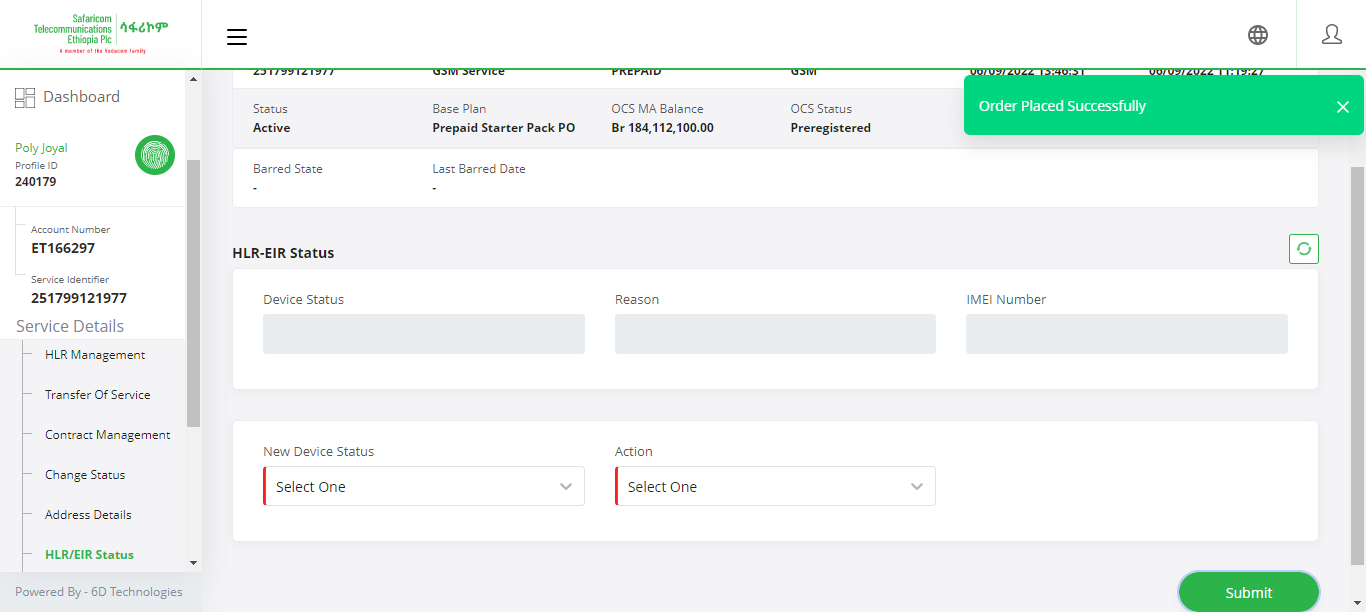 Safaricom
Telecommunications
Ethiopia Plc
ሳፋሪኮም
A member of the Vodacom family
Dashboard
Poly Joyal
Profile ID
240179
Account Number
ET166297
Service Identifier
251799121977
Service Details
HLR Management
Transfer Of Service
Contract Management
Change Status
Address Details
HLR/EIR Status
Powered By - 6D Technologies
251799121977 GSM Service PREPAID GSM 06/09/2022 13:46:31 06/09/2022 11:19:27
Order Placed Successfully
Status Base Plan OCS MA Balance OCS Status
Active Prepaid Starter Pack PO Br 184,112,100.00 Preregistered
Barred State Last Barred Date
- -
HLR-EIR Status
Device Status Reason IMEI Number
New Device Status Action
Select One Select One
Submit